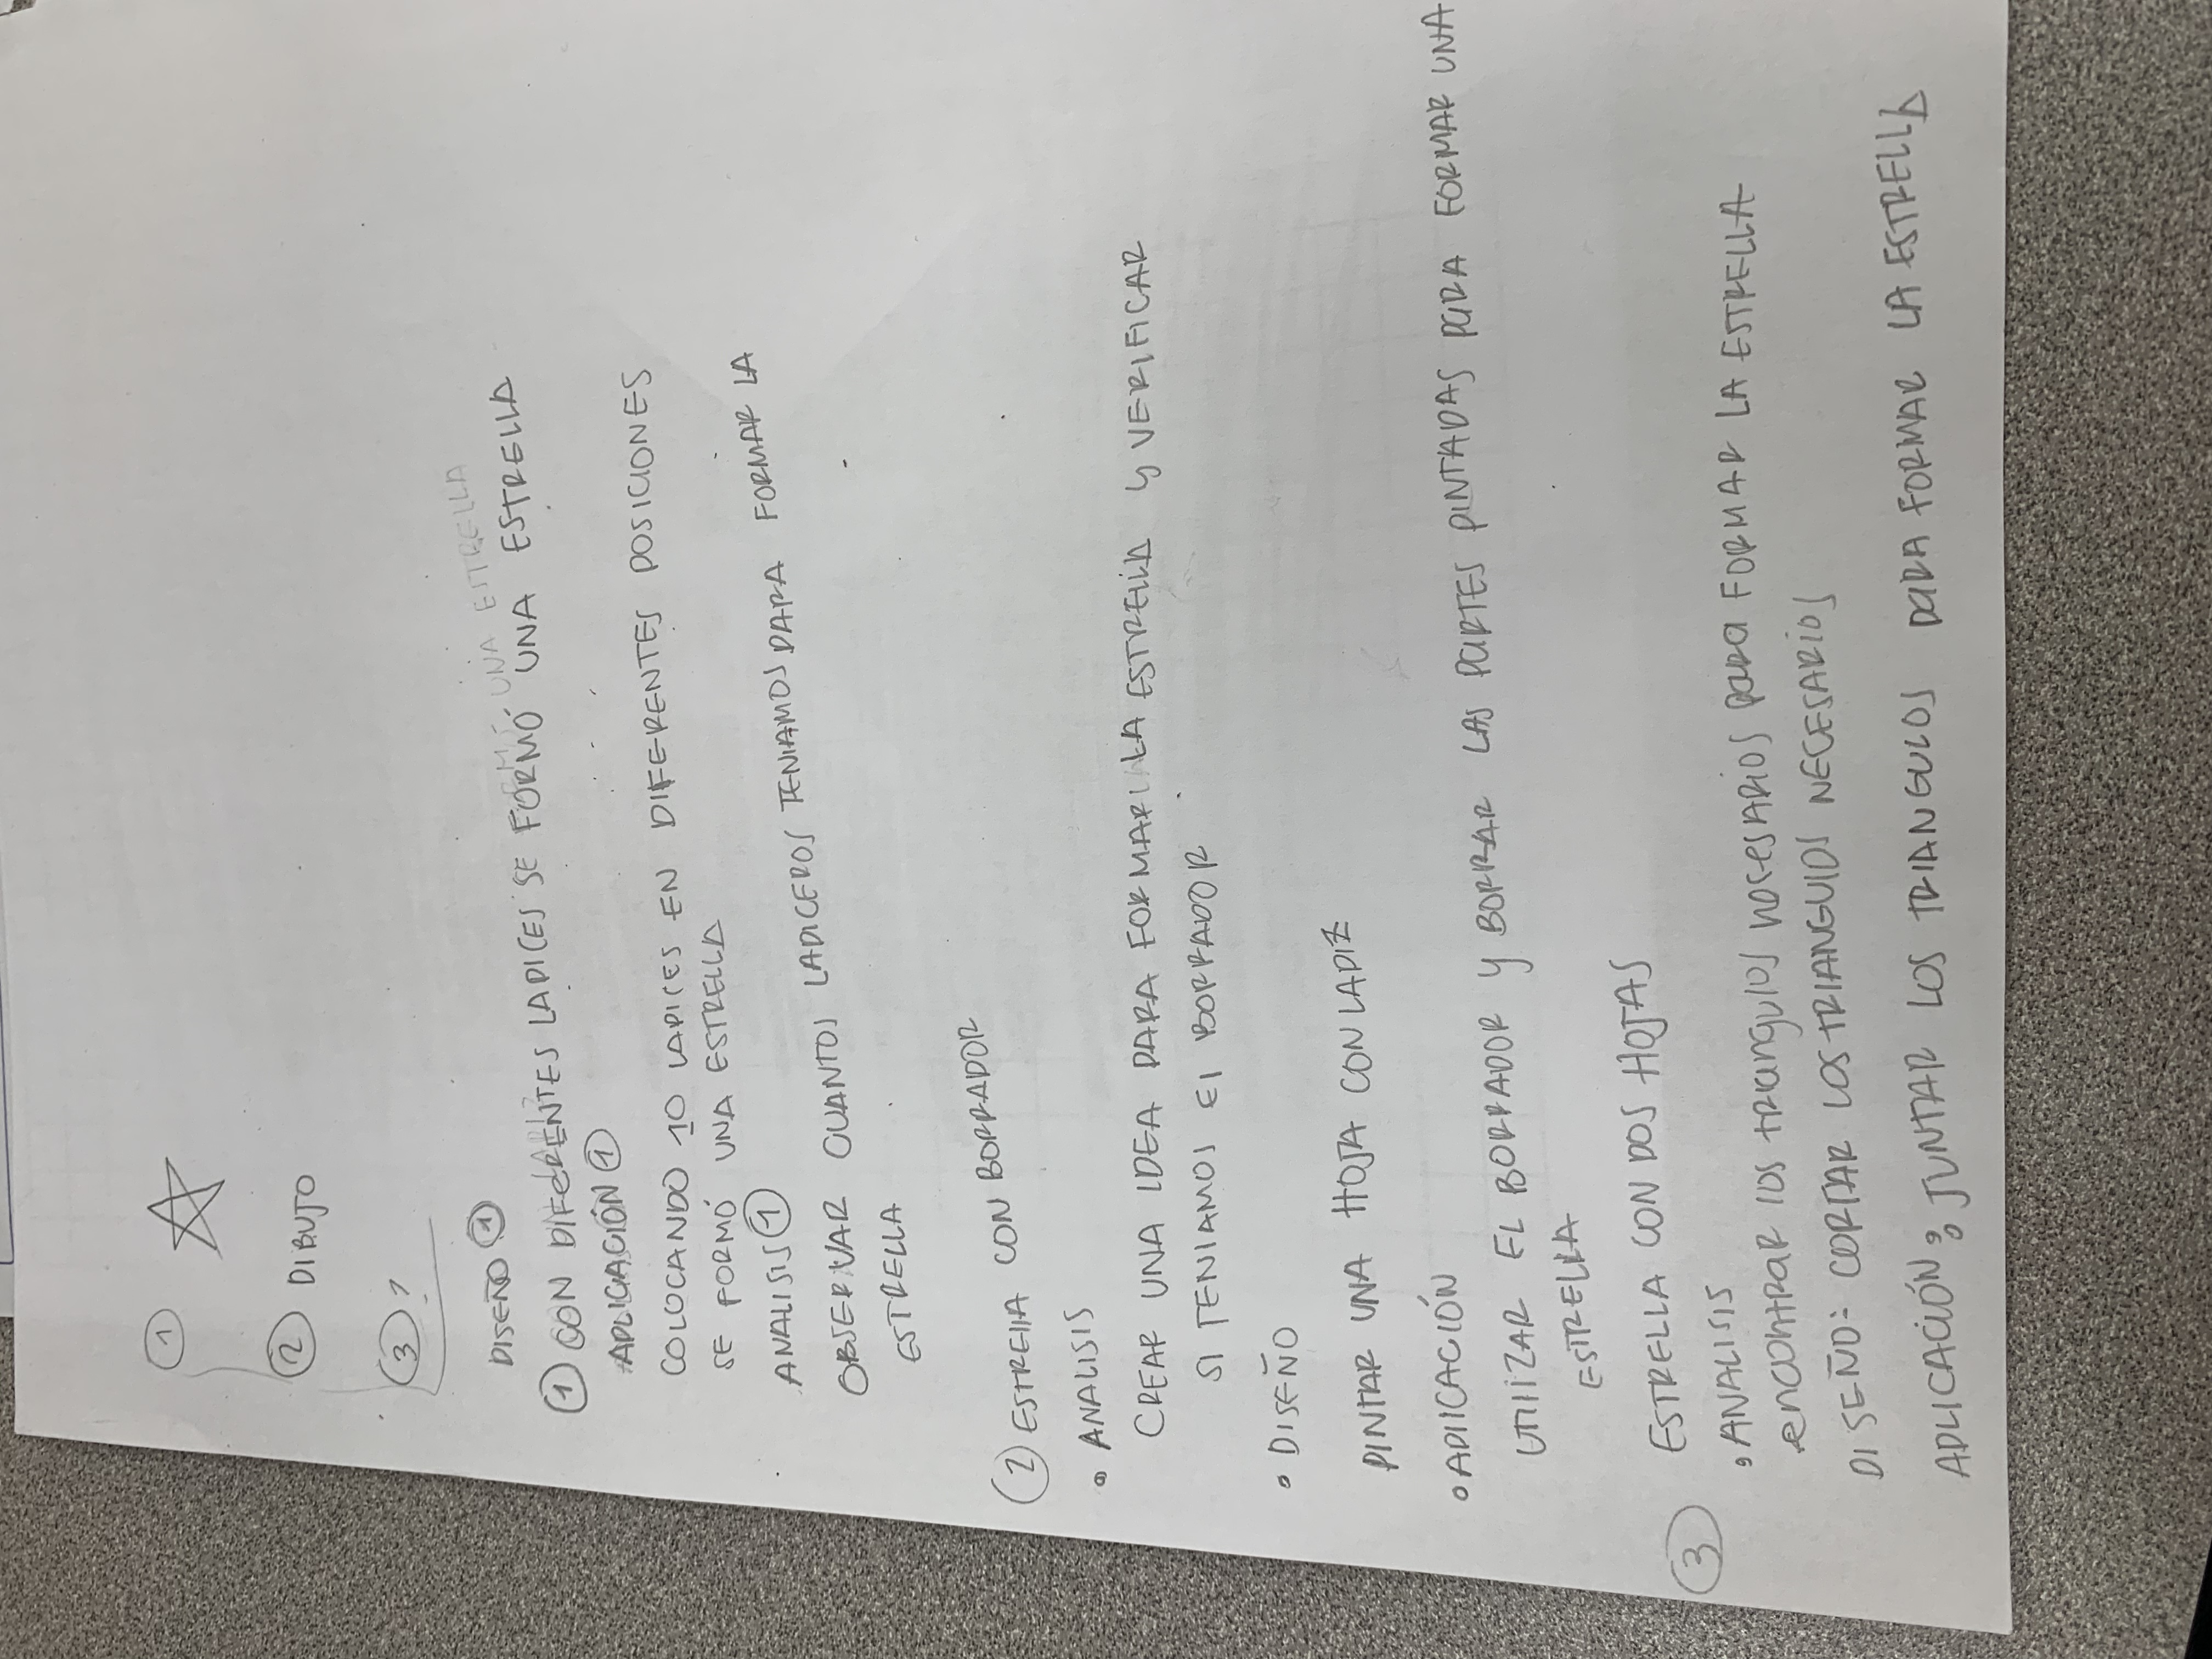 1
2 DIBUJO
3 ?
DISEÑO 1
1 CON DIFERENTES LAPICES SE FORMÓ UNA ESTRELLA
APLICACIÓN 1
COLOCANDO 10 LAPICES EN DIFERENTES POSICIONES
SE FORMÓ UNA ESTRELLA
ANALISIS 1
OBSERVAR CUANTOS LAPICEROS TENIAMOS PARA FORMAR LA
ESTRELLA
2 ESTRELLA CON BORRADOR
• ANALISIS
CREAR UNA IDEA PARA FORMAR LA ESTRELLA Y VERIFICAR
SI TENIAMOS El BORRADOR
• DISEÑO
PINTAR UNA HOJA CON LAPIZ
• APlICACIÓN
UTIlIZAR EL BORRADOR Y BORRAR LAS PARTES PINTADAS PARA FORMAR UNA
ESTRELLA
3 ESTRELLA CON DOS HOJAS
• ANALISIS
encontrar los triangulos necesARIOS para FORMAR LA ESTRELLA
DISEÑO: CORTAR LOS TRIANGUlOS NECESARIOS
APLICACIÓN: JUNTAR LOS TRIANGULOS PARA FORMAR LA ESTRELLA